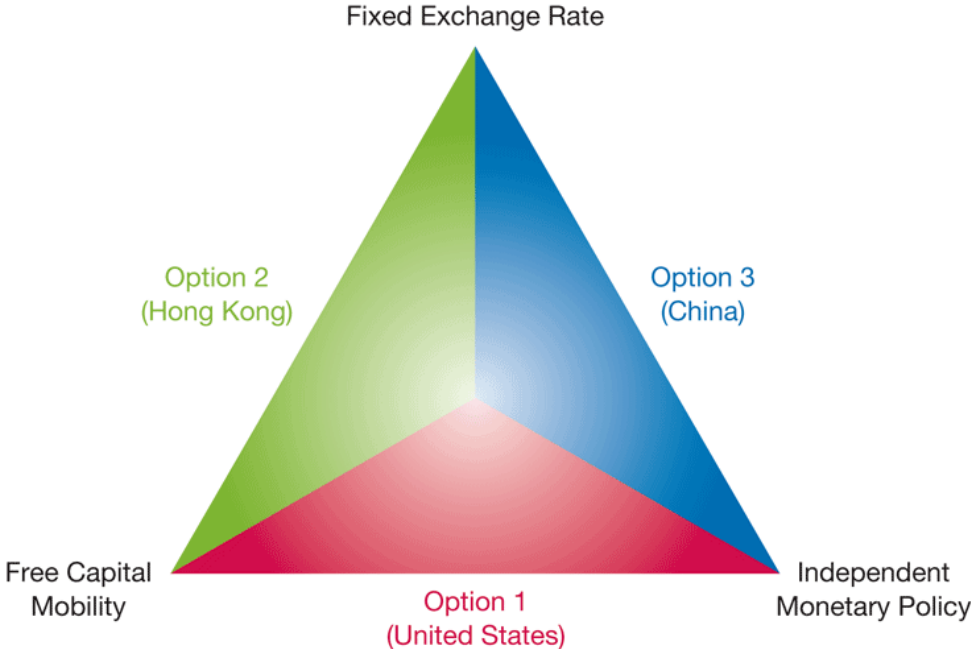 Fixed Exchange Rate
Option 2
(Hong Kong)
Option 3
(China)
Free Capital
Mobility
Option 1
(United States)
Independent
Monetary Policy